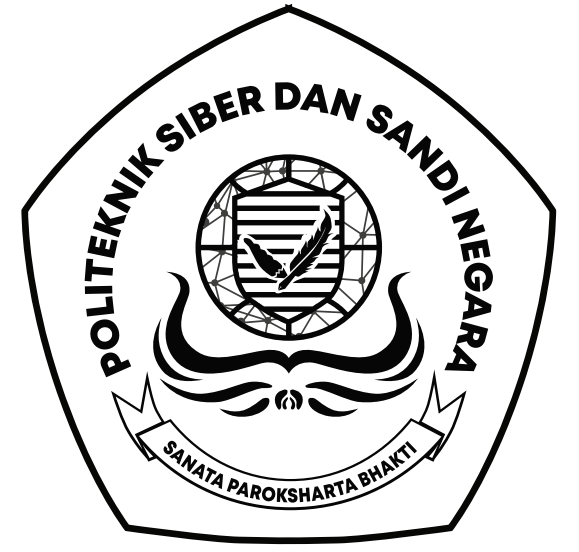 POLITEKNIK SIBER DAN SANDI NEGARA
SANATA PAROKSHARTA BHAKTI